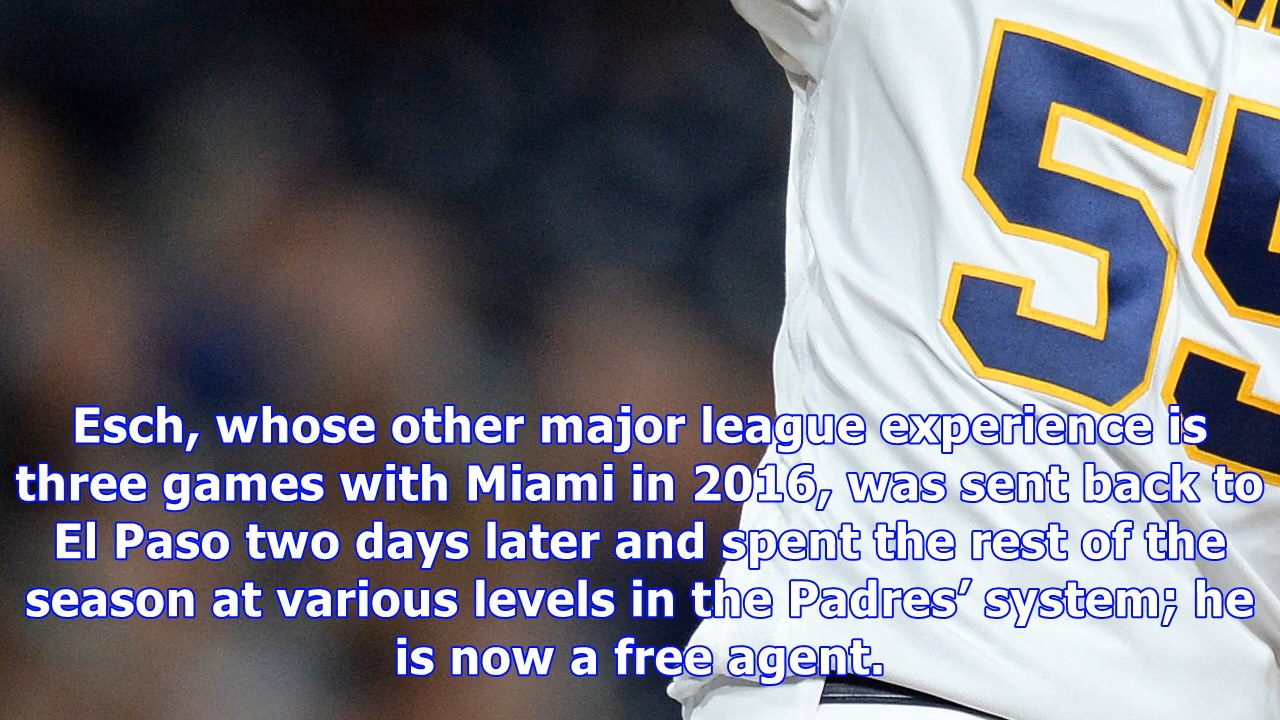 55
Esch, whose other major league experience is
three games with Miami in 2016, was sent back to
El Paso two days later and spent the rest of the
season at various levels in the Padres’ system; he
is now a free agent.